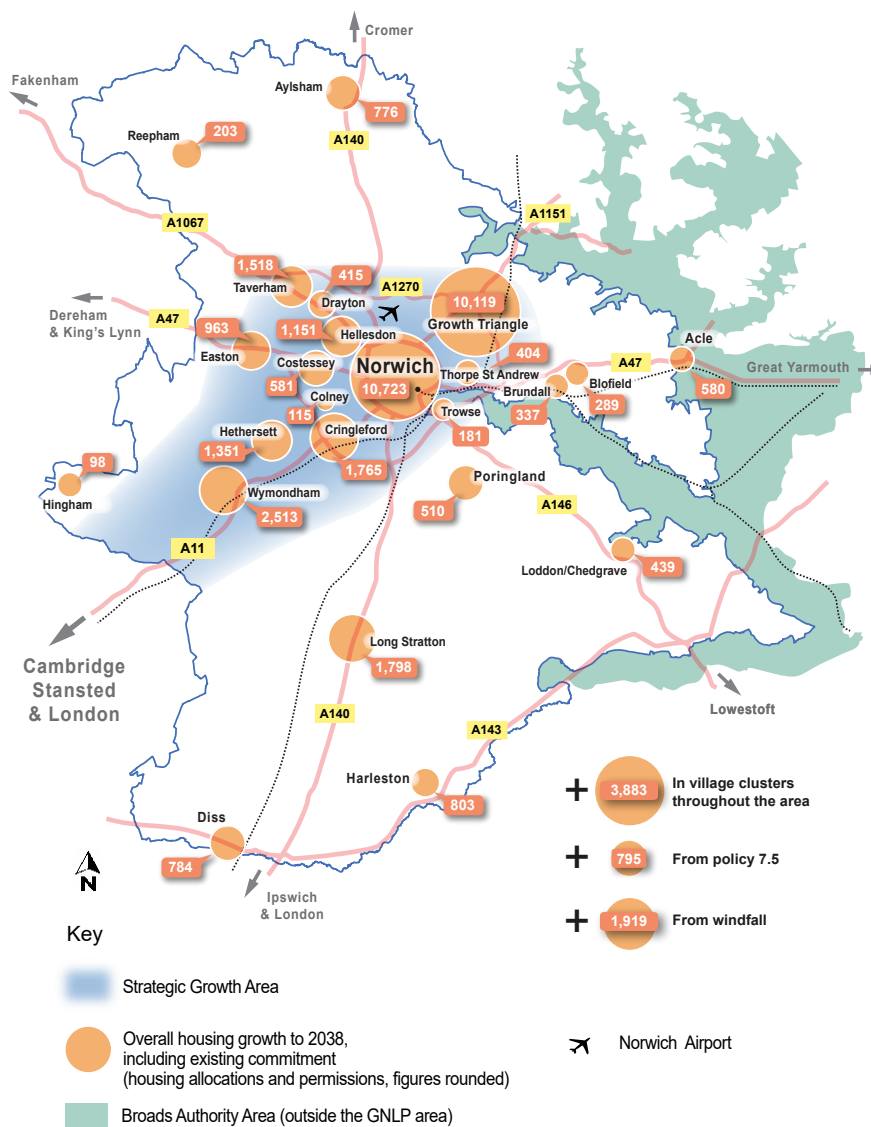 Cromer
Fakenham
Aylsham
776
Reepham
203
A140
A1067
A1151
1,518
415
Taverham
Drayton
A1270
10,119
Growth Triangle
Dereham
& King's Lynn
A47
963
1,151
Hellesdon
Easton
Costessey
581
Norwich
10,723
Thorpe St Andrew
404
A47
Acle
580
Great Yarmouth
Brundall
337
Blofield
289
Colney
115
Trowse
181
Hethersett
1,351
Cringleford
1,765
98
Hingham
Wymondham
2,513
Poringland
510
A146
A11
Loddon/Chedgrave
439
Cambridge
Stansted
& London
Long Stratton
1,798
A140
A143
Lowestoft
Harleston
803
Diss
784
N
Ipswich
& London
+ 3,883 In village clusters
throughout the area
+ 795 From policy 7.5
+ 1,919 From windfall
Key
Strategic Growth Area
Overall housing growth to 2038,
including existing commitment
(housing allocations and permissions, figures rounded)
Norwich Airport
Broads Authority Area (outside the GNLP area)